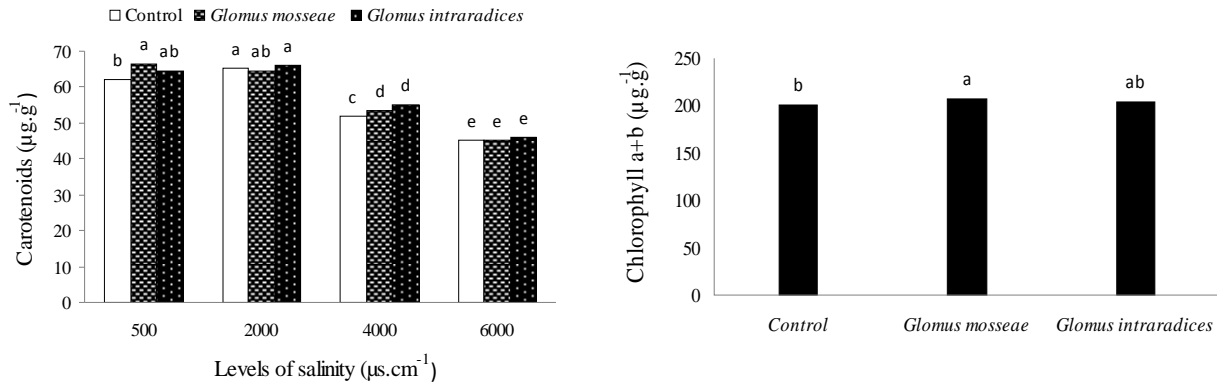 Control Glomus mosseae Glomus intraradices
Carotenoids (µg.g-1)
70
60
50
40
30
20
10
0
b a ab
a ab a
c d d
e e e
500 2000 4000 6000
Levels of salinity (µs.cm-1)
Chlorophyll a+b (µg.g-1)
250
200
150
100
50
0
b a ab
Control Glomus mosseae Glomus intraradices